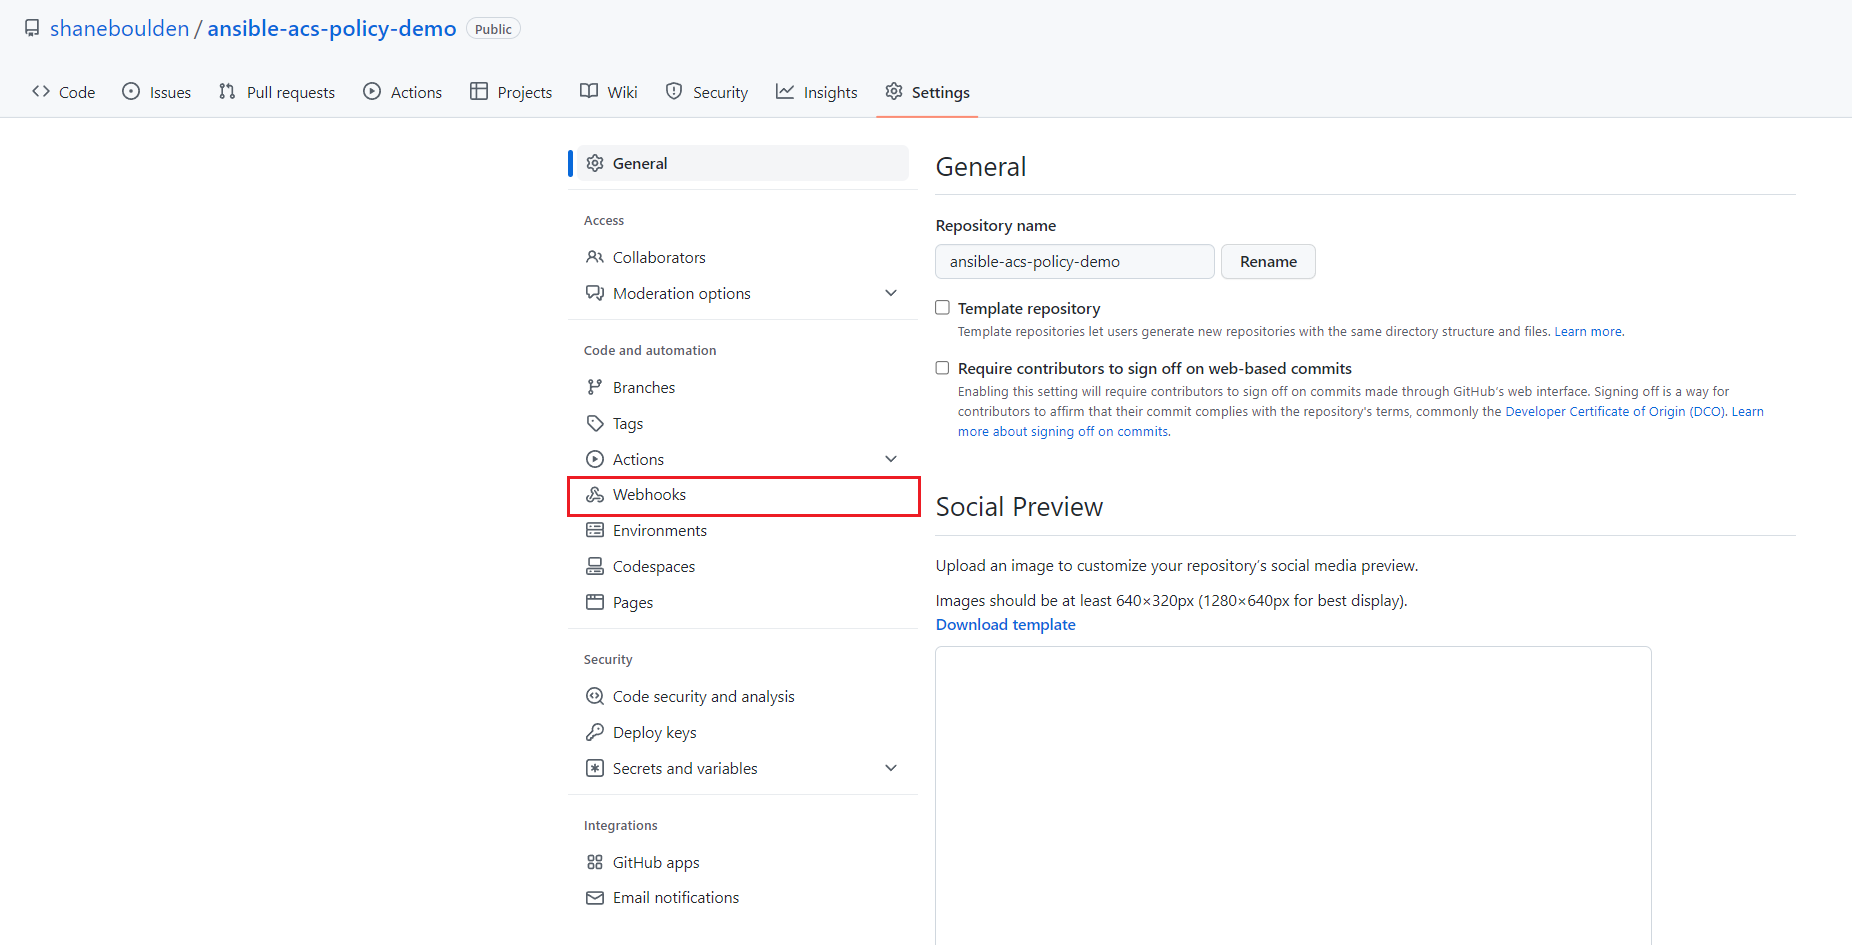 shaneboulden / ansible-acs-policy-demo Public
Code Issues Pull requests Actions Projects Wiki Security Insights Settings
General
Access
Collaborators
Moderation options
Code and automation
Branches
Tags
Actions
Webhooks
Environments
Codespaces
Pages
Security
Code security and analysis
Deploy keys
Secrets and variables
Integrations
GitHub apps
Email notifications
General
Repository name
ansible-acs-policy-demo Rename
Template repository
Template repositories let users generate new repositories with the same directory structure and files. Learn more.
Require contributors to sign off on web-based commits
Enabling this setting will require contributors to sign off on commits made through GitHub's web interface. Signing off is a way for
contributors to affirm that their commit complies with the repository's terms, commonly the Developer Certificate of Origin (DCO). Learn
more about signing off on commits.
Social Preview
Upload an image to customize your repository's social media preview.
Images should be at least 640×320px (1280×640px for best display).
Download template